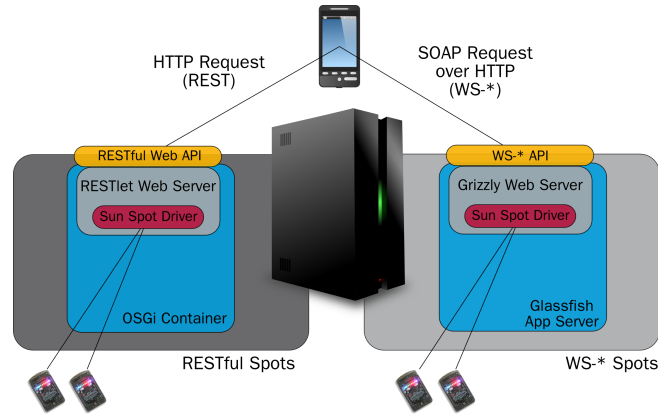 HTTP Request
(REST)
SOAP Request
over HTTP
(WS-*)
RESTful Web API
RESTlet Web Server
Sun Spot Driver
OSGi Container
RESTful Spots
WS-* API
Grizzly Web Server
Sun Spot Driver
Glassfish
App Server
WS-* Spots